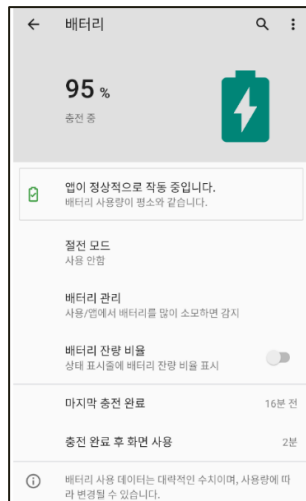 배터리
95 %
충전 중
앱이 정상적으로 작동 중입니다.
배터리 사용량이 평소와 같습니다.
절전 모드
사용 안함
배터리 관리
사용/앱에서 배터리를 많이 소모하면 감지
배터리 잔량 비율
상태 표시줄에 배터리 잔량 비율 표시
마지막 충전 완료 16분 전
충전 완료 후 화면 사용 2분
배터리 사용 데이터는 대략적인 수치이며, 사용량에 따
라 변경될 수 있습니다.